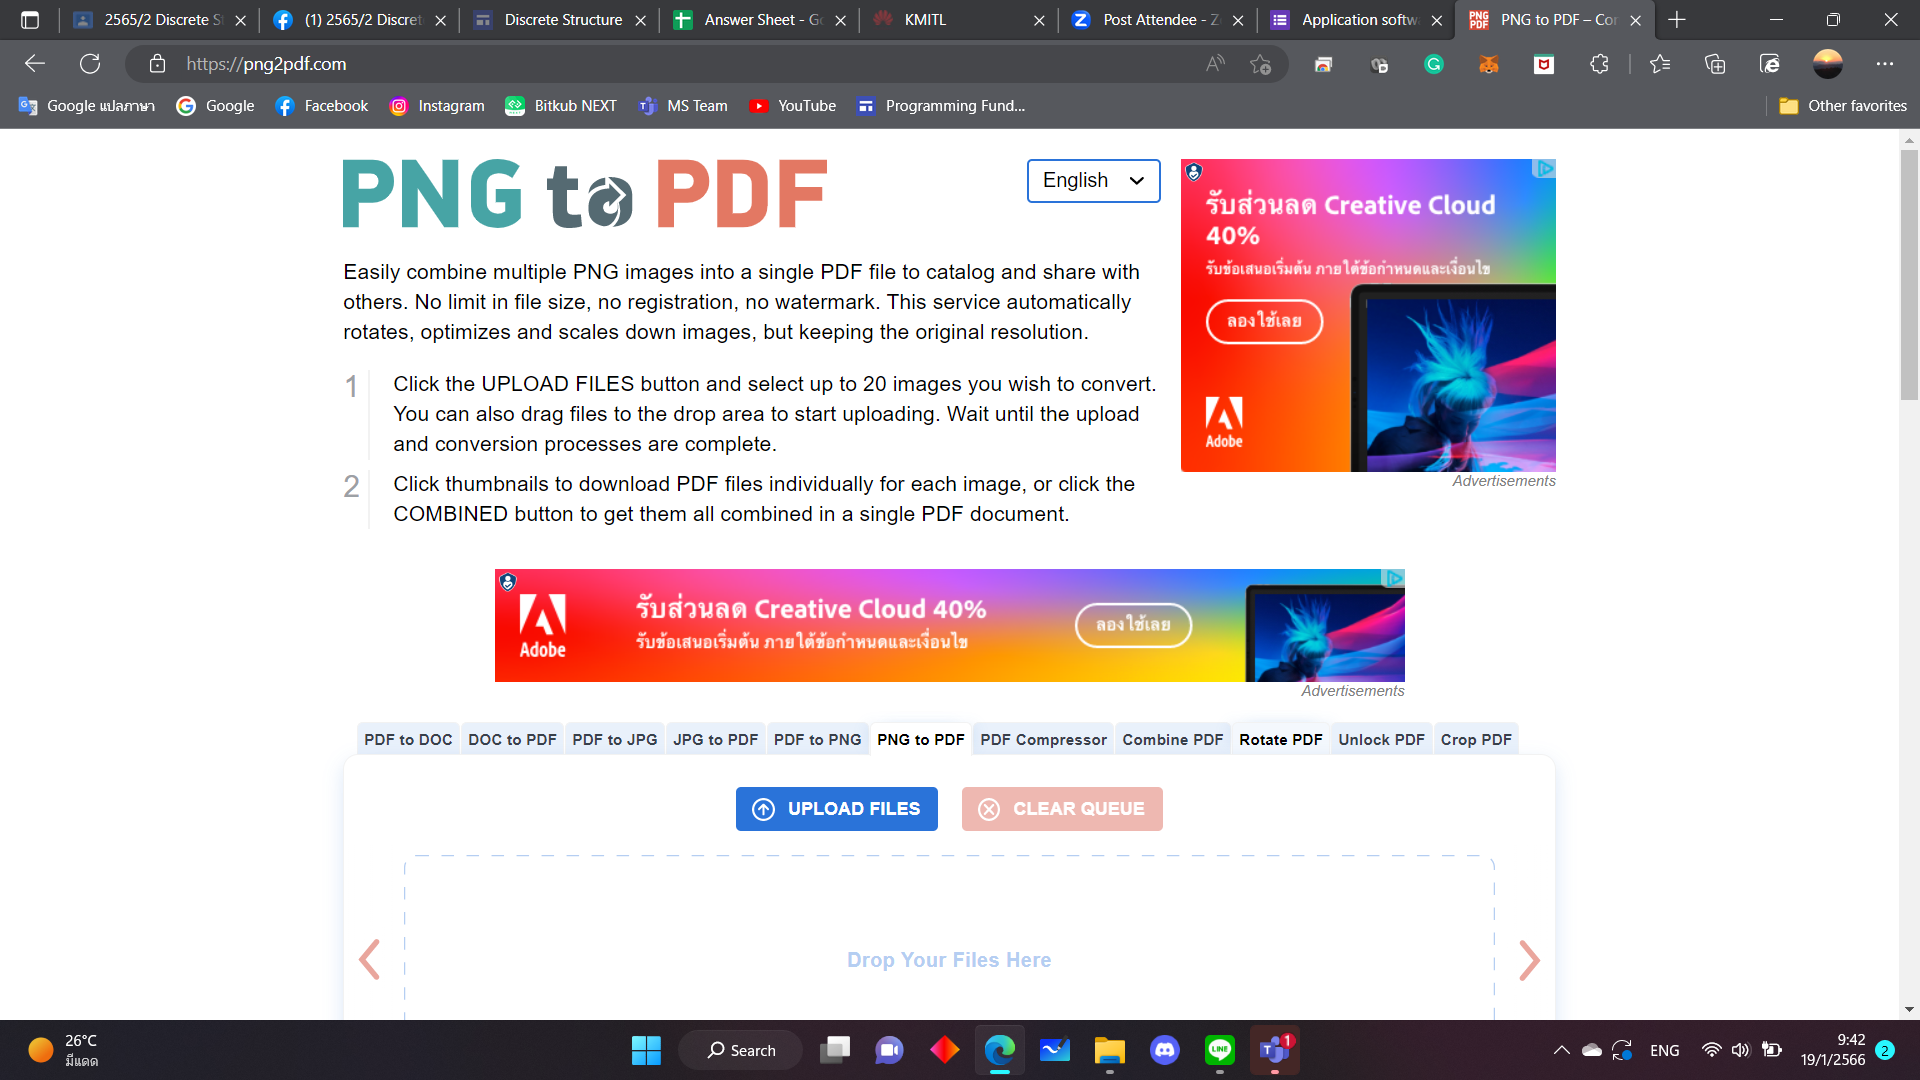 2565/2 Discrete St
(1) 2565/2 Discret
Discrete Structure
Answer Sheet - Go
KMITL
Post Attendee - Z
Application softw
PNG to PDF – Con
https://png2pdf.com
Google แปลภาษา
Google
Facebook
Instagram
Bitkub NEXT
MS Team
YouTube
Programming Fund...
Other favorites
PNG to PDF
English
Easily combine multiple PNG images into a single PDF file to catalog and share with
others. No limit in file size, no registration, no watermark. This service automatically
rotates, optimizes and scales down images, but keeping the original resolution.
1 Click the UPLOAD FILES button and select up to 20 images you wish to convert.
You can also drag files to the drop area to start uploading. Wait until the upload
and conversion processes are complete.
2 Click thumbnails to download PDF files individually for each image, or click the
COMBINED button to get them all combined in a single PDF document.
รับส่วนลด Creative Cloud
40%
รับข้อเสนอเริ่มต้น ภายใต้ข้อกำหนดและเงื่อนไข
ลองใช้เลย
Adobe
Advertisements
Adobe
รับส่วนลด Creative Cloud 40%
รับข้อเสนอเริ่มต้น ภายใต้ข้อกำหนดและเงื่อนไข
ลองใช้เลย
Advertisements
PDF to DOC
DOC to PDF
PDF to JPG
JPG to PDF
PDF to PNG
PNG to PDF
PDF Compressor
Combine PDF
Rotate PDF
Unlock PDF
Crop PDF
UPLOAD FILES
CLEAR QUEUE
Drop Your Files Here
26°C
มีแดด
Search
LINE
1
ENG
9:42
19/1/2566
2